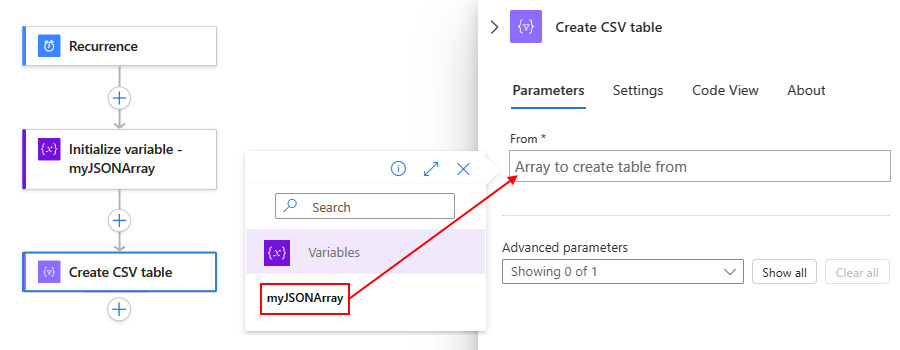 Recurrence
Initialize variable -
myJSONArray
Create CSV table
Search
{x} Variables
myJSONArray
Create CSV table
Parameters Settings Code View About
From *
Array to create table from
Advanced parameters
Showing 0 of 1 Show all Clear all